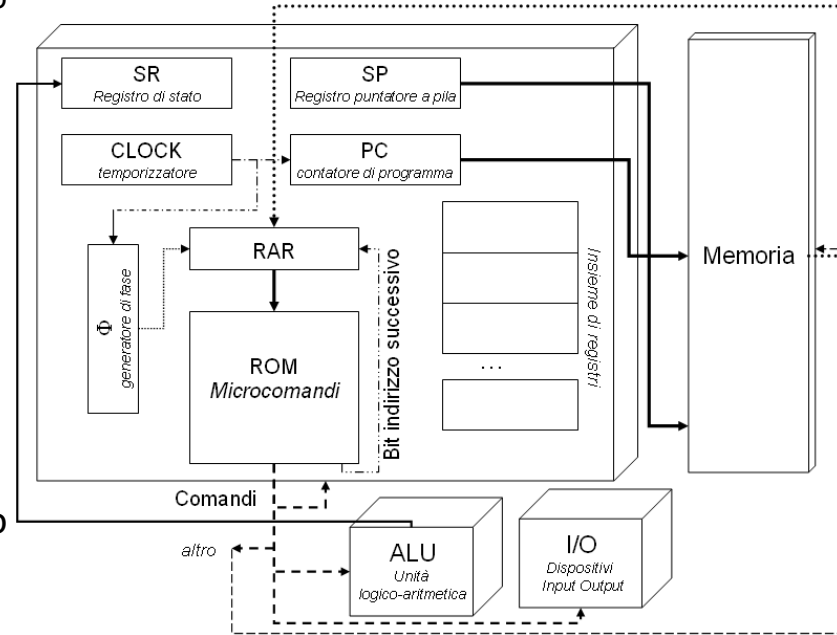 SR
Registro di stato
SP
Registro puntatore a pila
CLOCK
temporizzatore
PC
contatore di programma
RAR
Φ
generatore di fase
ROM
Microcomandi
Bit indirizzo successivo
. . .
Insieme di registri
Memoria
Comandi
altro
ALU
Unità
logico-aritmetica
I/O
Dispositivi
Input Output